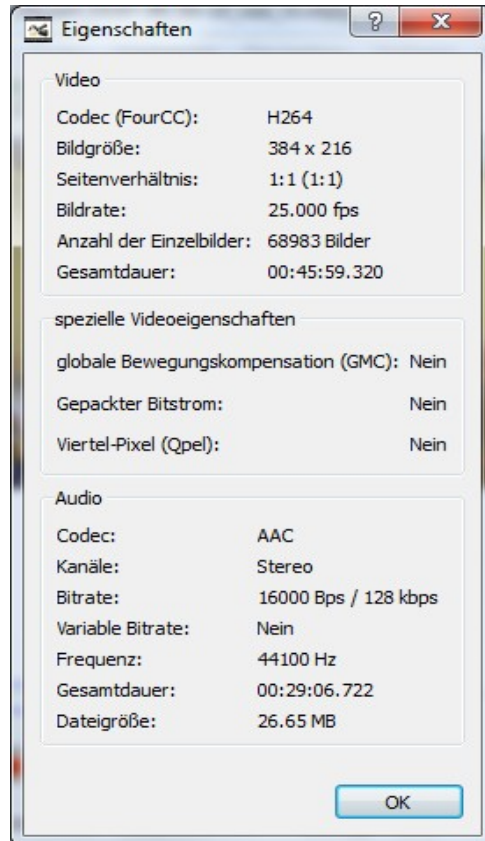 Eigenschaften
Video
Codec (FourCC): H264
Bildgröße: 384 x 216
Seitenverhältnis: 1:1 (1:1)
Bildrate: 25.000 fps
Anzahl der Einzelbilder: 68983 Bilder
Gesamtdauer: 00:45:59.320
spezielle Videoeigenschaften
globale Bewegungskompensation (GMC): Nein
Gepackter Bitstrom: Nein
Viertel-Pixel (Qpel): Nein
Audio
Codec: AAC
Kanäle: Stereo
Bitrate: 16000 Bps / 128 kbps
Variable Bitrate: Nein
Frequenz: 44100 Hz
Gesamtdauer: 00:29:06.722
Dateigröße: 26.65 MB
OK